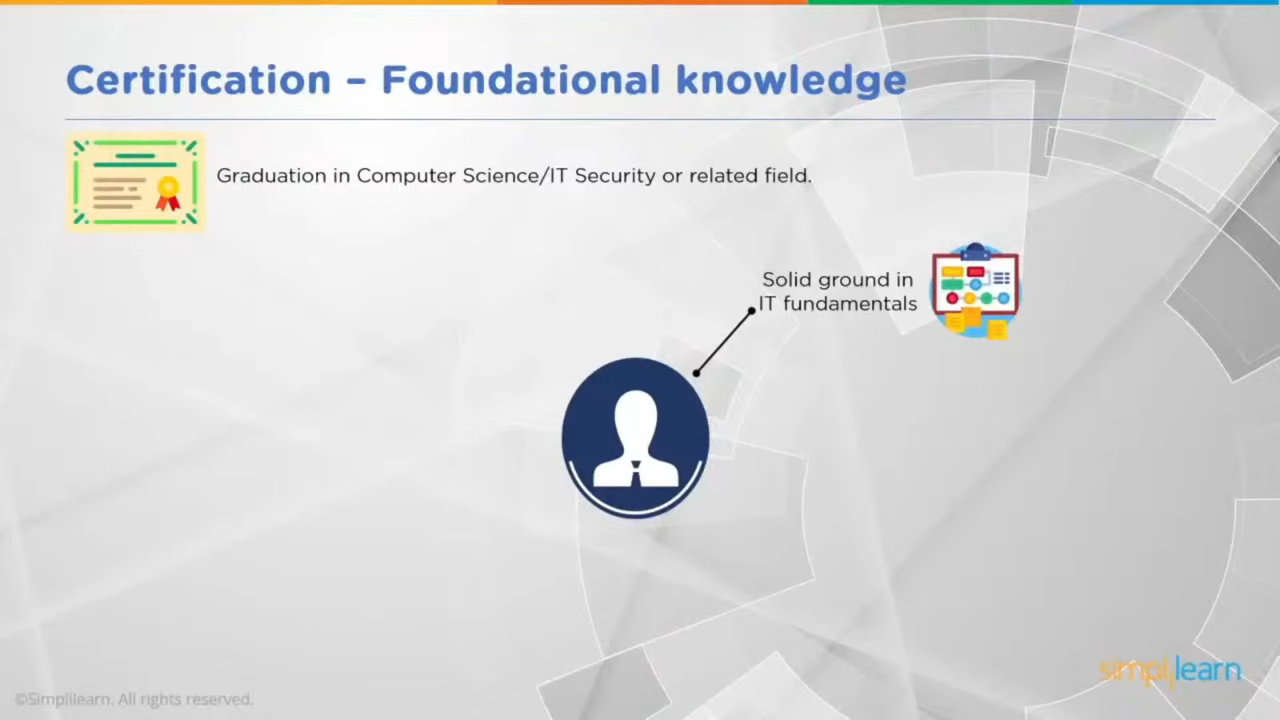 Certification – Foundational knowledge
Graduation in Computer Science/IT Security or related field.
Solid ground in
IT fundamentals
simplilearn
©Simplilearn. All rights reserved.